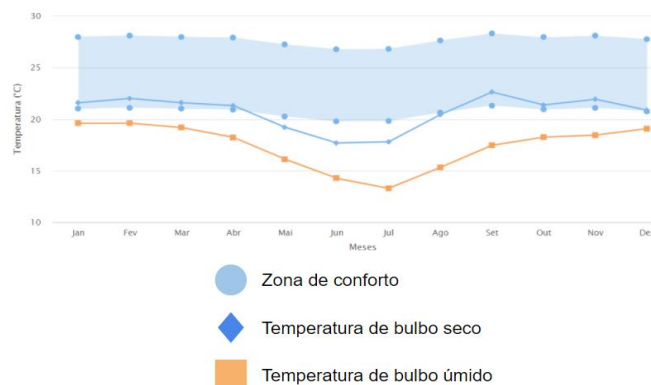 30
25
20
15
10
Temperatura (°C)
Jan Fev Mar Abr Mai Jun Jul Ago Set Out Nov De
Meses
Zona de conforto
Temperatura de bulbo seco
Temperatura de bulbo úmido